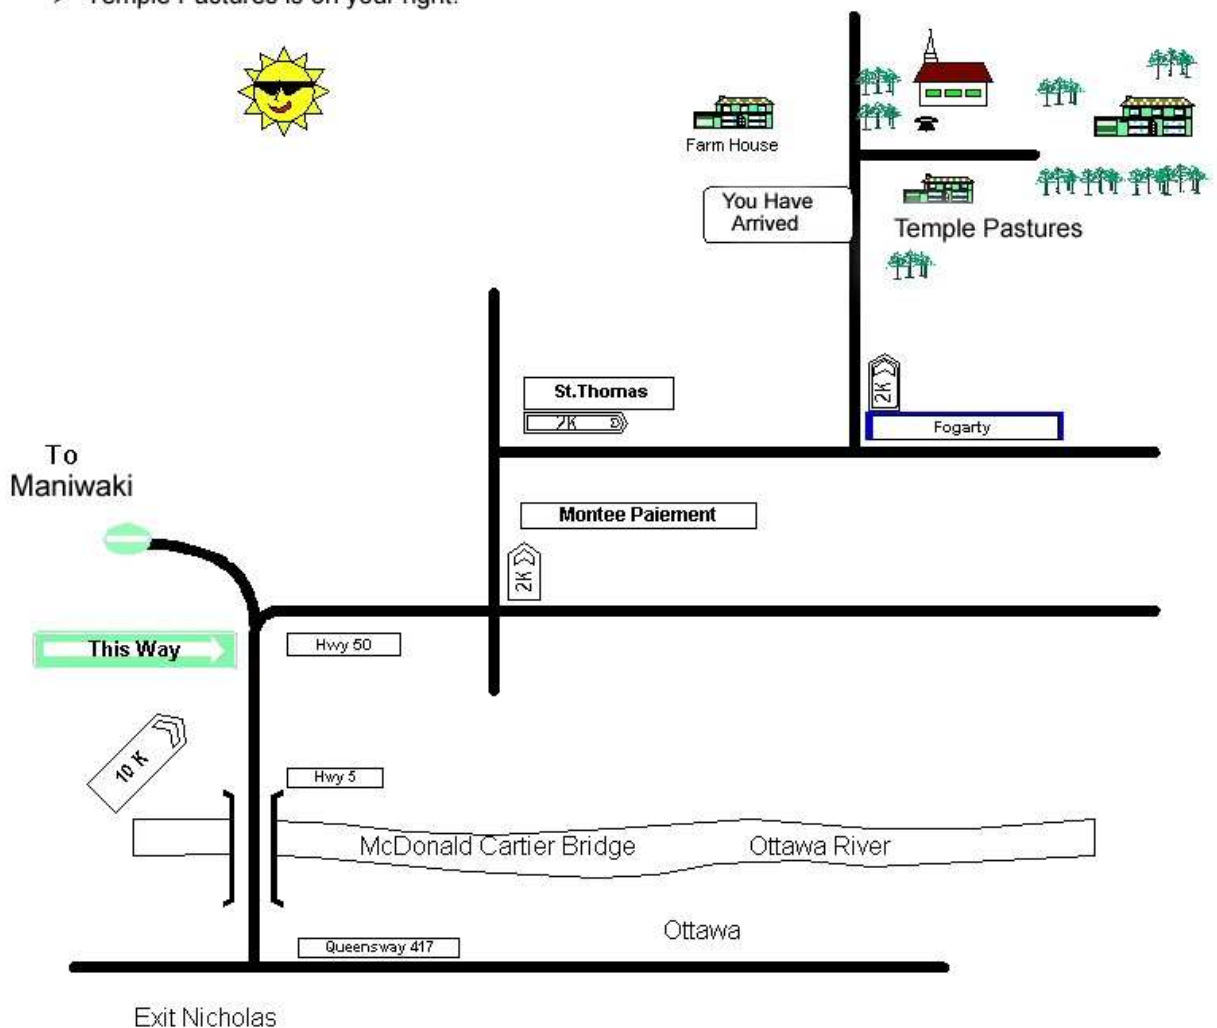 Temple Pastures is on your right.
Farm House
You Have
Arrived
Temple Pastures
St.Thomas
2K
2K
Fogarty
To
Maniwaki
Montee Paiement
2K
This Way
Hwy 50
10 K
Hwy 5
McDonald Cartier Bridge
Ottawa River
Ottawa
Queensway 417
Exit Nicholas